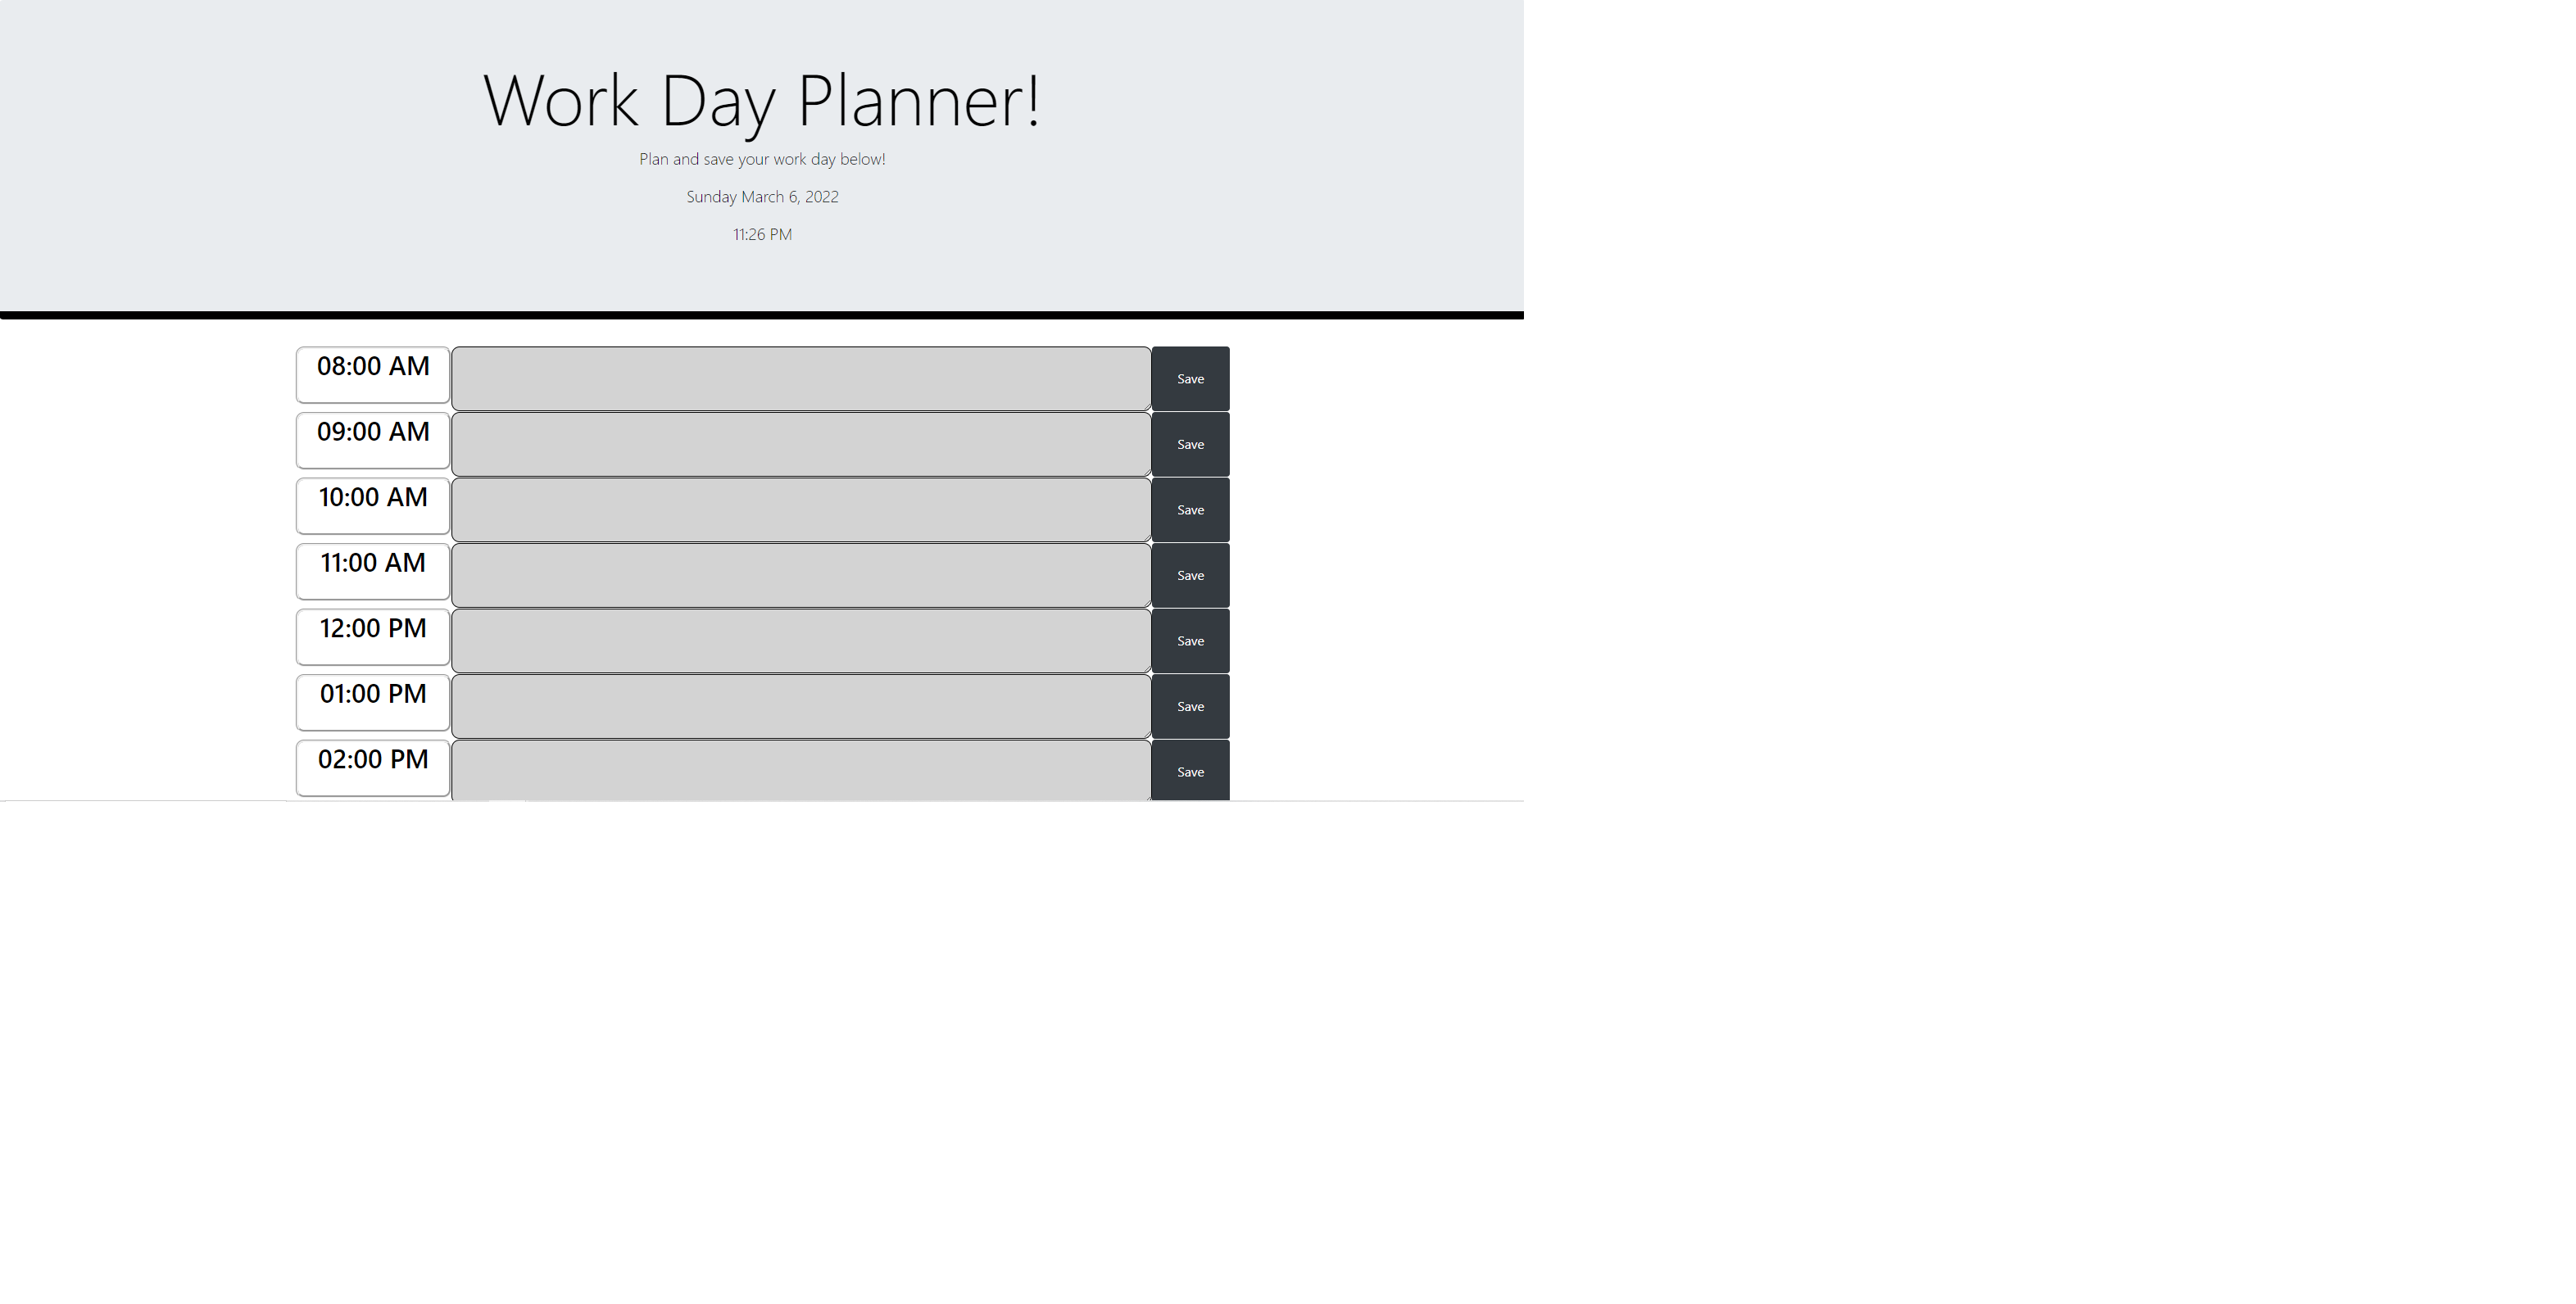 Work Day Planner!
Plan and save your work day below!
Sunday March 6, 2022
11:26 PM
08:00 AM Save
09:00 AM Save
10:00 AM Save
11:00 AM Save
12:00 PM Save
01:00 PM Save
02:00 PM Save